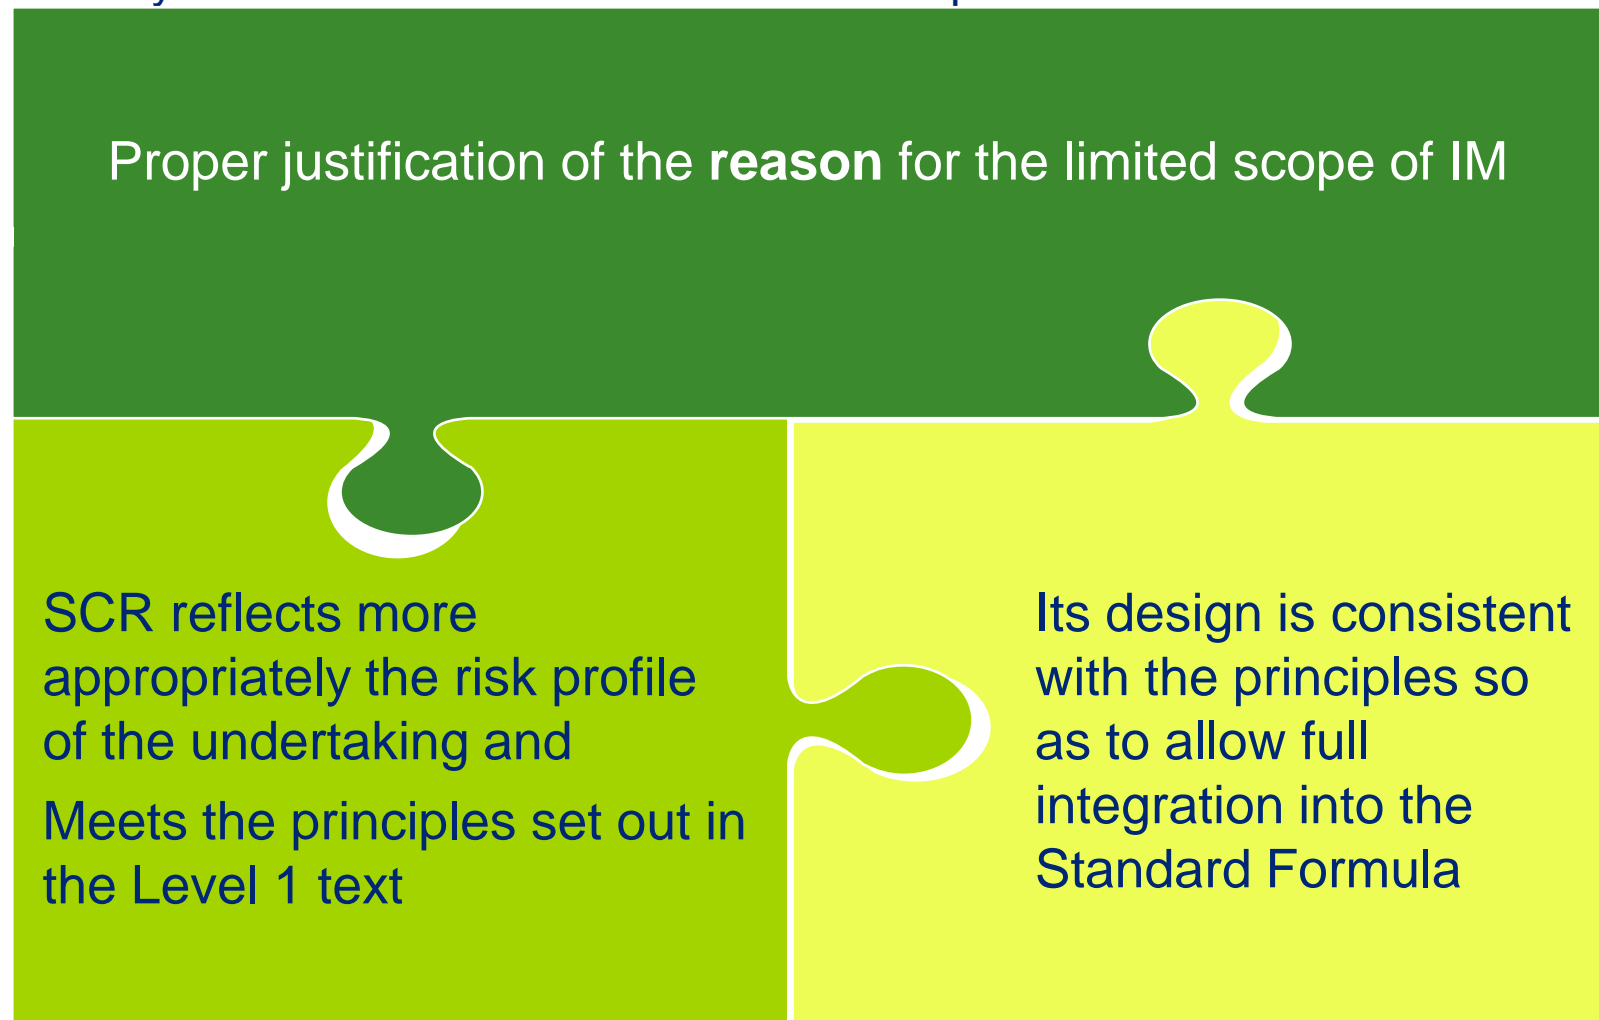 Proper justification of the reason for the limited scope of IM
SCR reflects more
appropriately the risk profile
of the undertaking and
Meets the principles set out in
the Level 1 text
Its design is consistent
with the principles so
as to allow full
integration into the
Standard Formula